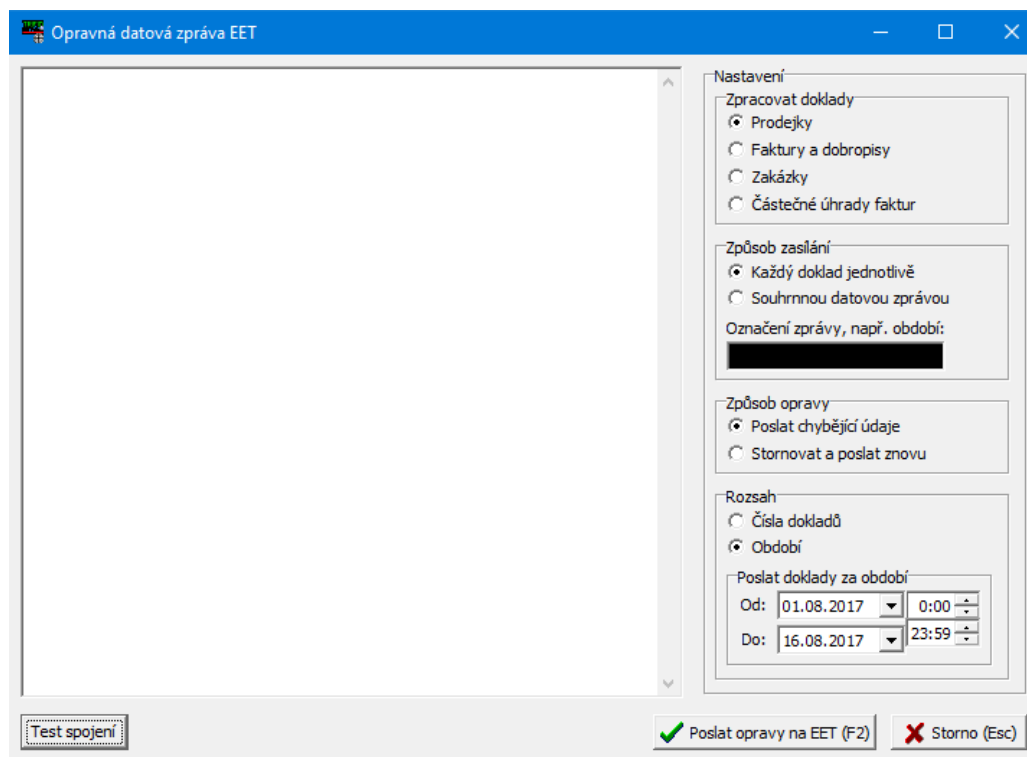 Opravná datová zpráva EET
Nastavení
Zpracovat doklady
Prodejky
Faktury a dobropisy
Zakázky
Částečné úhrady faktur
Způsob zasílání
Každý doklad jednotlivě
Souhrnnou datovou zprávou
Označení zprávy, např. období:
Způsob opravy
Poslat chybějící údaje
Stornovat a poslat znovu
Rozsah
Čísla dokladů
Období
Poslat doklady za období
Od: 01.08.2017 0:00
Do: 16.08.2017 23:59
Test spojení Poslat opravy na EET (F2) Storno (Esc)